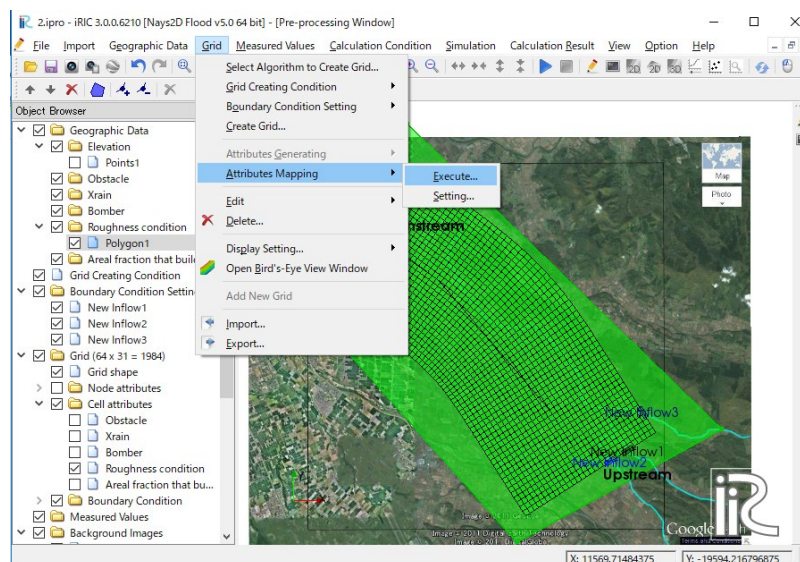 2.ipro - iRIC 3.0.0.6210 [Nays2D Flood v5.0 64 bit] - [Pre-processing Window]
File Import Geographic Data Grid Measured Values Calculation Condition Simulation Calculation Result View Option Help
Object Browser
Geographic Data
Elevation
Points1
Obstacle
Xrain
Bomber
Roughness condition
Polygon1
Areal fraction that buil
Grid Creating Condition
Boundary Condition Settin
New Inflow1
New Inflow2
New Inflow3
Grid (64 x 31 = 1984)
Grid shape
Node attributes
Cell attributes
Obstacle
Xrain
Bomber
Roughness condition
Areal fraction that bu...
Boundary Condition
Measured Values
Background Images
Select Algorithm to Create Grid...
Grid Creating Condition
Boundary Condition Setting
Create Grid...
Attributes Generating
Attributes Mapping
Edit
Delete...
Display Setting...
Open Bird's-Eye View Window
Add New Grid
Import...
Export...
Execute...
Setting...
Map
Photo
nstream
New Inflow3
New Inflow1
New Inflow2
Upstream
Y
iRIC
Google
X: 11569.71484375
Y: -19594.216796875